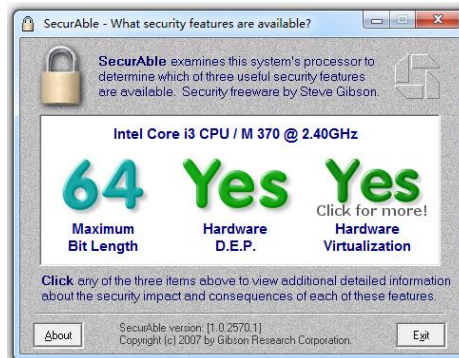 SecurAble - What security features are available?
SecurAble examines this system's processor to
determine which of three useful security features
are available. Security freeware by Steve Gibson.
Intel Core i3 CPU / M 370 @ 2.40GHz
64 Yes Yes
Click for more!
Maximum Hardware Hardware
Bit Length D.E.P. Virtualization
Click any of the three items above to view additional detailed information
about the security impact and consequences of each of these features.
About
SecurAble version: [1.0.2570.1]
Copyright (c) 2007 by Gibson Research Corporation.
Exit